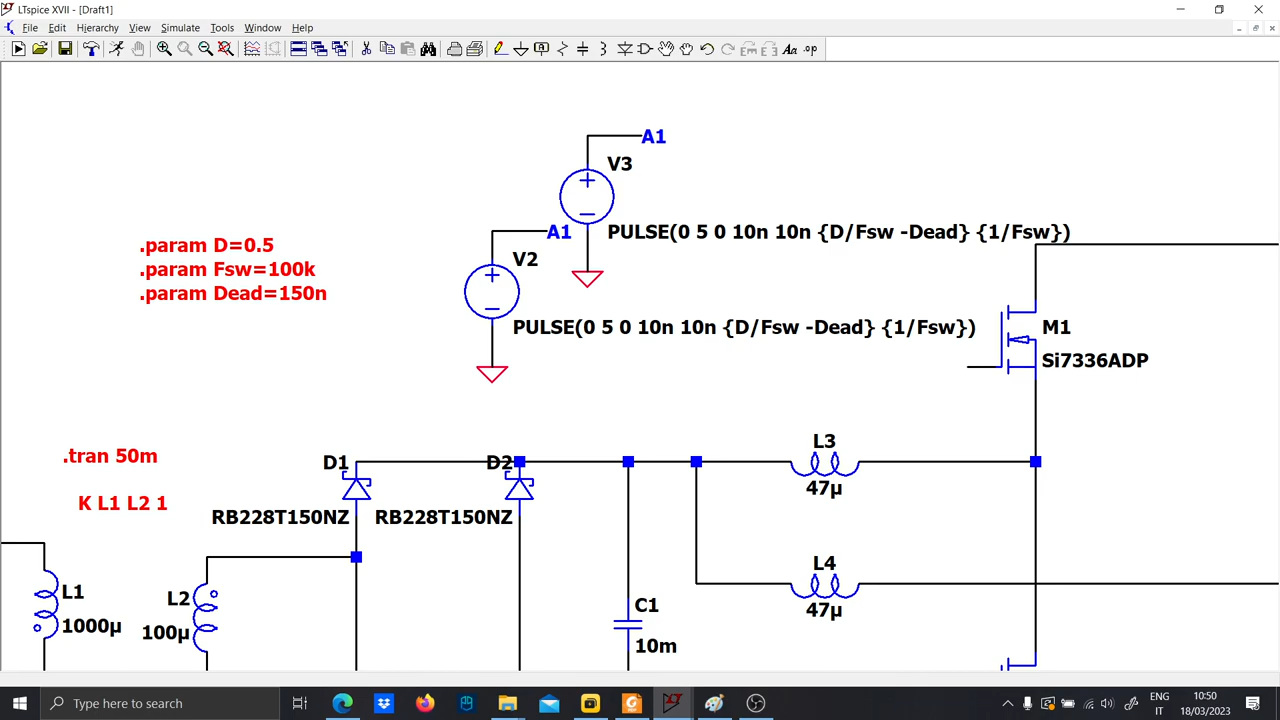 LTspice XVII - [Draft1]
File Edit Hierarchy View Simulate Tools Window Help
.op
A1
V3
A1
PULSE(0 5 0 10n 10n {D/Fsw -Dead} {1/Fsw})
.param D=0.5
V2
.param Fsw=100k
.param Dead=150n
PULSE(0 5 0 10n 10n {D/Fsw -Dead} {1/Fsw})
M1
Si7336ADP
L3
.tran 50m
D1
D2
47µ
K L1 L2 1
RB228T150NZ
RB228T150NZ
L4
L1
L2
C1
47µ
1000µ
100µ
10m
Type here to search
ENG
IT
10:50
18/03/2023